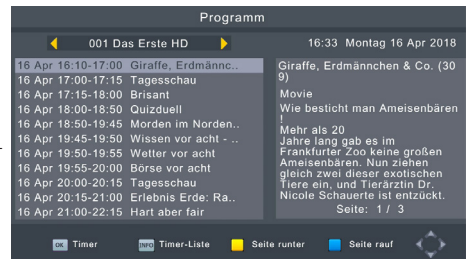 Programm
001 Das Erste HD
16:33 Montag 16 Apr 2018
16 Apr 16:10-17:00 Giraffe, Erdmännc..
16 Apr 17:00-17:15 Tagesschau
16 Apr 17:15-18:00 Brisant
16 Apr 18:00-18:50 Quizduell
16 Apr 18:50-19:45 Morden im Norden..
16 Apr 19:45-19:50 Wissen vor acht - ..
16 Apr 19:50-19:55 Wetter vor acht
16 Apr 19:55-20:00 Börse vor acht
16 Apr 20:00-20:15 Tagesschau
16 Apr 20:15-21:00 Erlebnis Erde: Ra..
16 Apr 21:00-22:15 Hart aber fair
Giraffe, Erdmännchen & Co. (30
9)
Movie
Wie besticht man Ameisenbären
!
Mehr als 20
Jahre lang gab es im
Frankfurter Zoo keine großen
Ameisenbären. Nun ziehen
gleich zwei dieser exotischen
Tiere ein, und Tierärztin Dr.
Nicole Schauerte ist entzückt.
Seite: 1 / 3
OK Timer INFO Timer-Liste Seite runter Seite rauf